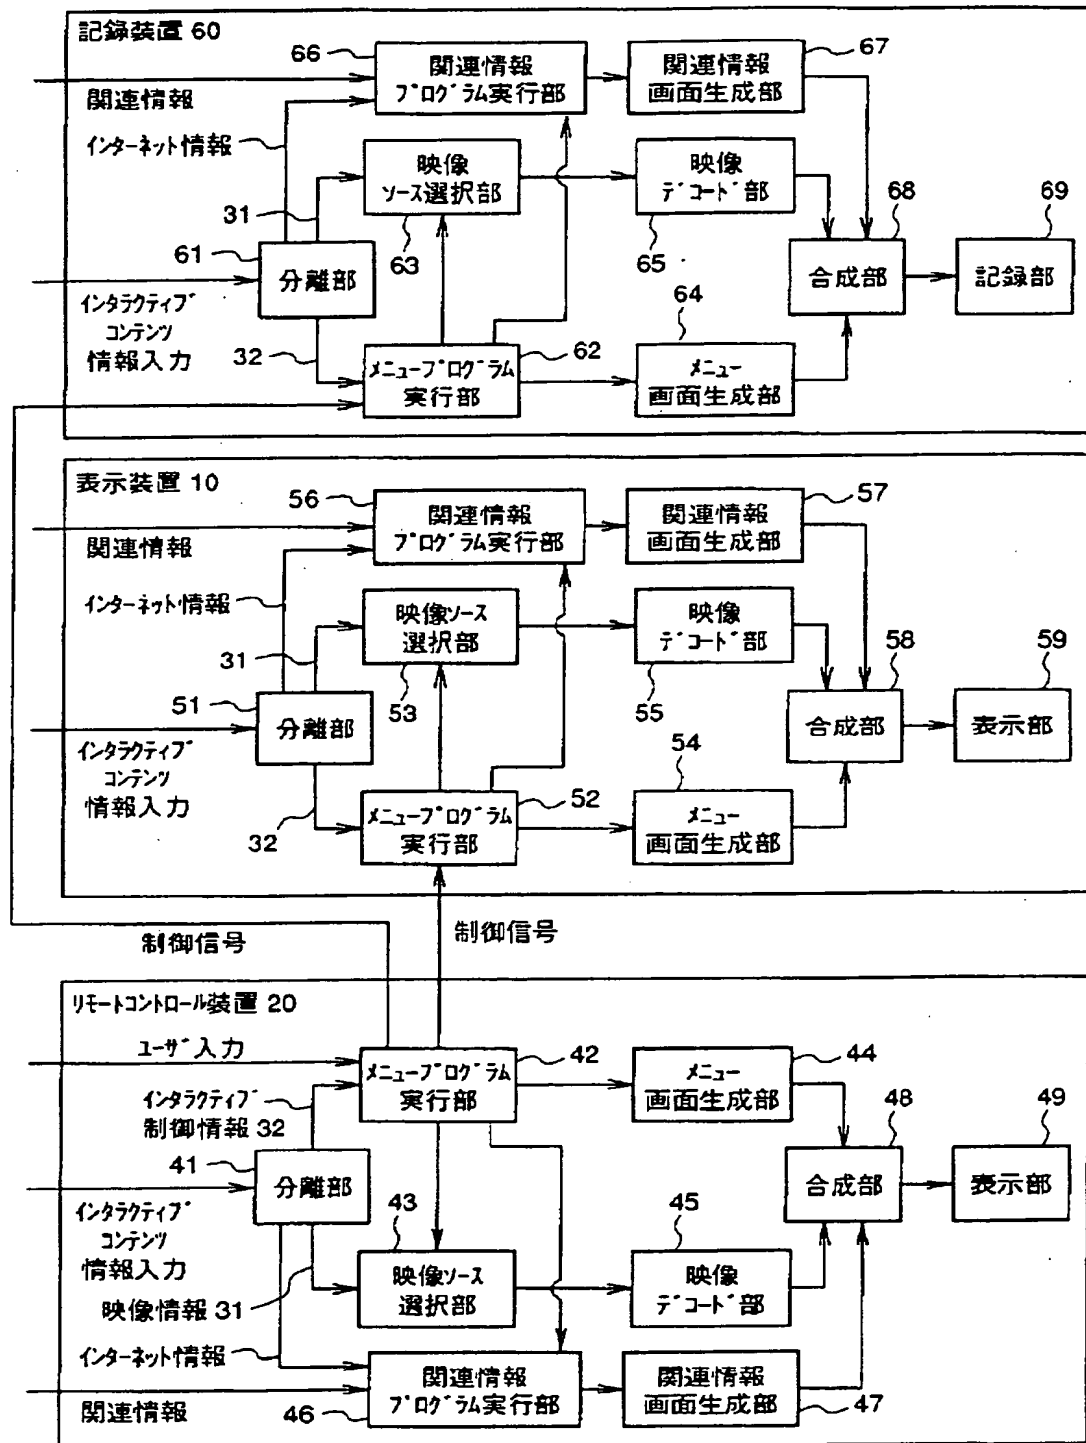 記録装置 60
66
関連情報
プログラム実行部
67
関連情報
画面生成部
関連情報
インターネット情報
31
映像
ソース選択部
63
映像
デコード部
65
68
合成部
69
記録部
61
分離部
インタラクティブ
コンテンツ
情報入力
32
メニュープログラム
実行部
62
64
メニュー
画面生成部
表示装置 10
56
関連情報
プログラム実行部
57
関連情報
画面生成部
関連情報
インターネット情報
31
映像ソース
選択部
53
映像
デコード部
55
58
合成部
59
表示部
51
分離部
インタラクティブ
コンテンツ
情報入力
32
メニュープログラム
実行部
52
54
メニュー
画面生成部
制御信号
制御信号
リモートコントロール装置 20
ユーザ入力
メニュープログラム
実行部
42
メニュー
画面生成部
44
インタラクティブ
制御情報 32
41
分離部
48
合成部
49
表示部
インタラクティブ
コンテンツ
情報入力
43
映像ソース
選択部
45
映像
デコード部
映像情報 31
インターネット情報
関連情報
46
関連情報
プログラム実行部
関連情報
画面生成部
47